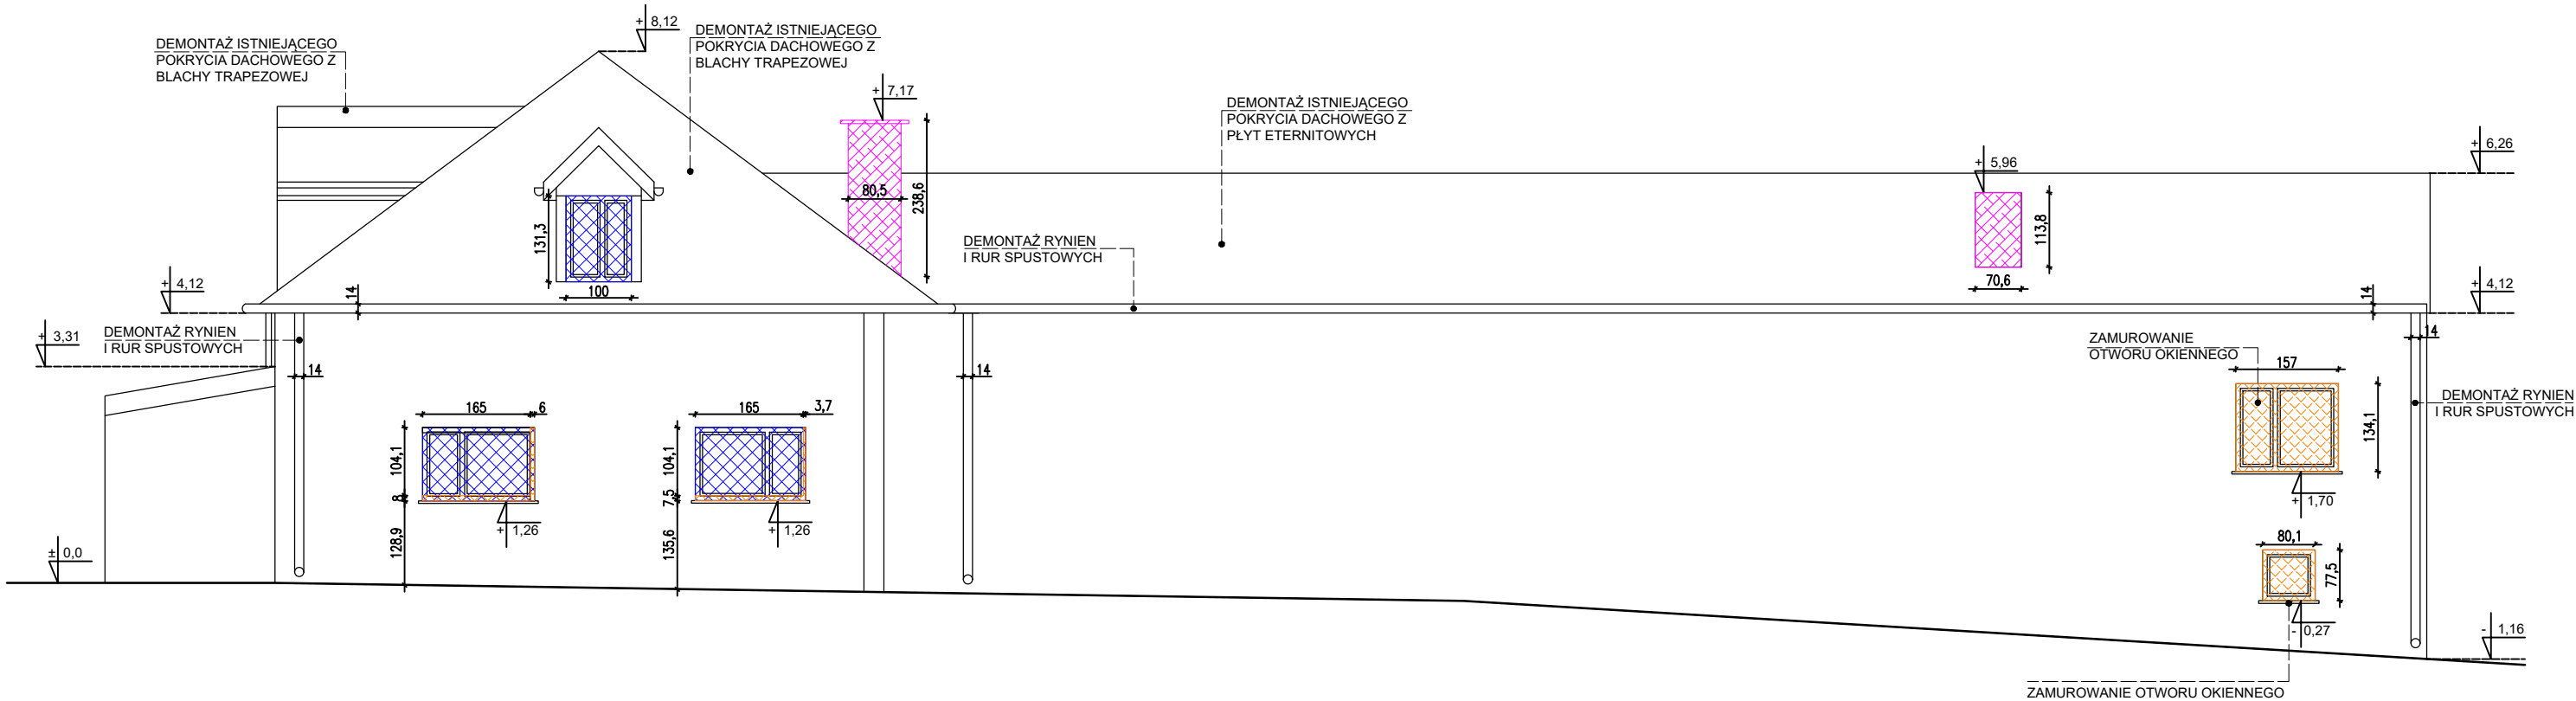 + 8,12
DEMONTAŻ ISTNIEJĄCEGO
POKRYCIA DACHOWEGO Z
BLACHY TRAPEZOWEJ
DEMONTAŻ ISTNIEJĄCEGO
POKRYCIA DACHOWEGO Z
BLACHY TRAPEZOWEJ
+ 7,17
DEMONTAŻ ISTNIEJĄCEGO
POKRYCIA DACHOWEGO Z
PŁYT ETERNITOWYCH
+ 6,26
+ 5,96
80,5
238,6
131,3
100
113,8
70,6
DEMONTAŻ RYNIEN
I RUR SPUSTOWYCH
+ 4,12
14
14
+ 4,12
+ 3,31
DEMONTAŻ RYNIEN
I RUR SPUSTOWYCH
14
14
ZAMUROWANIE
OTWORU OKIENNEGO
14
157
134,1
DEMONTAŻ RYNIEN
I RUR SPUSTOWYCH
165
6
104,1
8
128,9
+ 1,26
165
3,7
104,1
7,5
135,6
+ 1,26
+ 1,70
80,1
77,5
- 0,27
± 0,0
- 1,16
ZAMUROWANIE OTWORU OKIENNEGO